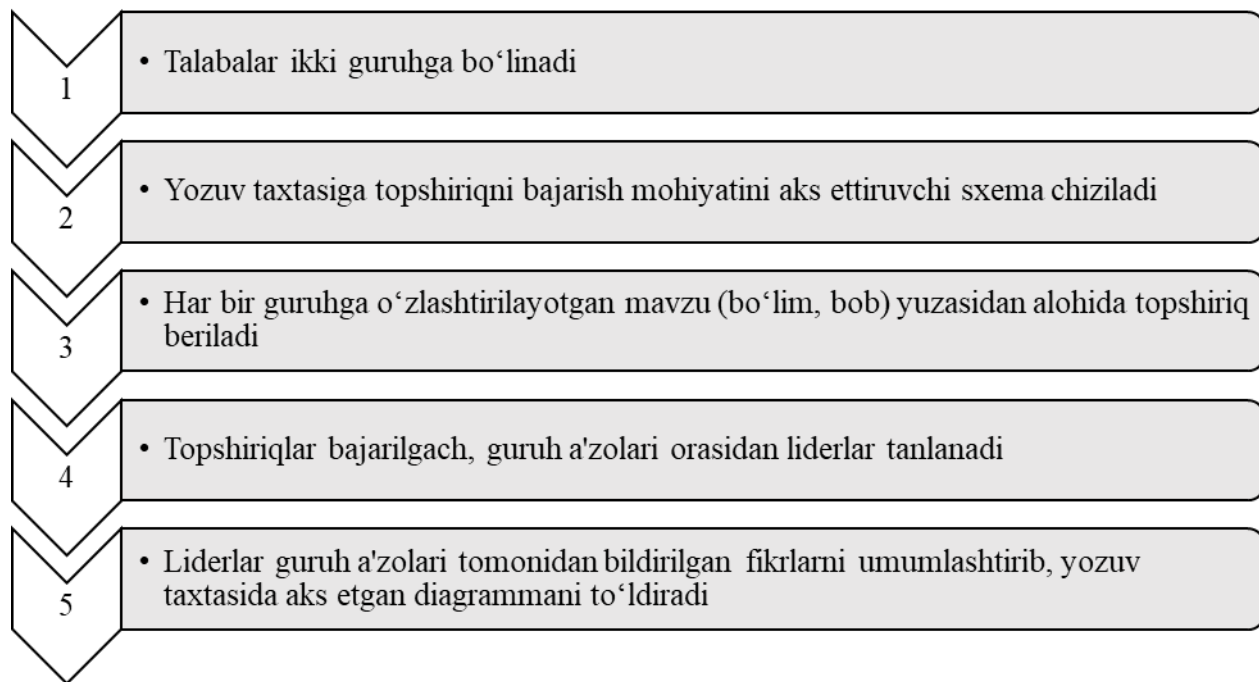 1
• Talabalar ikki guruhga bo‘linadi
2
• Yozuv taxtasiga topshiriqni bajarish mohiyatini aks ettiruvchi sxema chiziladi
3
• Har bir guruhga o‘zlashtirilayotgan mavzu (bo‘lim, bob) yuzasidan alohida topshiriq
beriladi
4
• Topshiriqlar bajarilgach, guruh a'zolari orasidan liderlar tanlanadi
5
• Liderlar guruh a'zolari tomonidan bildirilgan fikrlarni umumlashtirib, yozuv
taxtasida aks etgan diagrammani to‘ldiradi